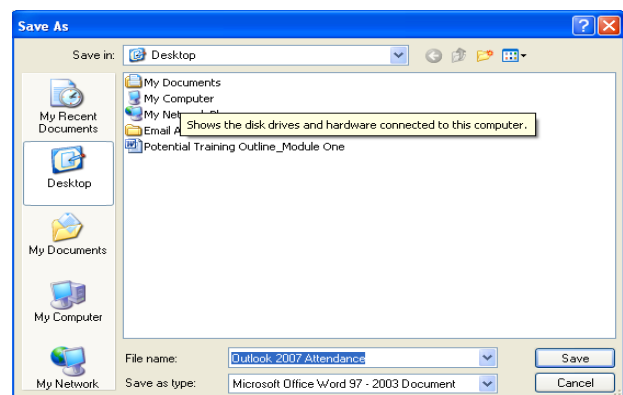 Save As
Save in:
Desktop
My Recent
Documents
Desktop
My Documents
My Computer
My Network
My Documents
My Computer
My
Email
Shows the disk drives and hardware connected to this computer.
Potential Training Outline_Module One
File name:
Outlook 2007 Attendance
Save
Save as type:
Microsoft Office Word 97 - 2003 Document
Cancel